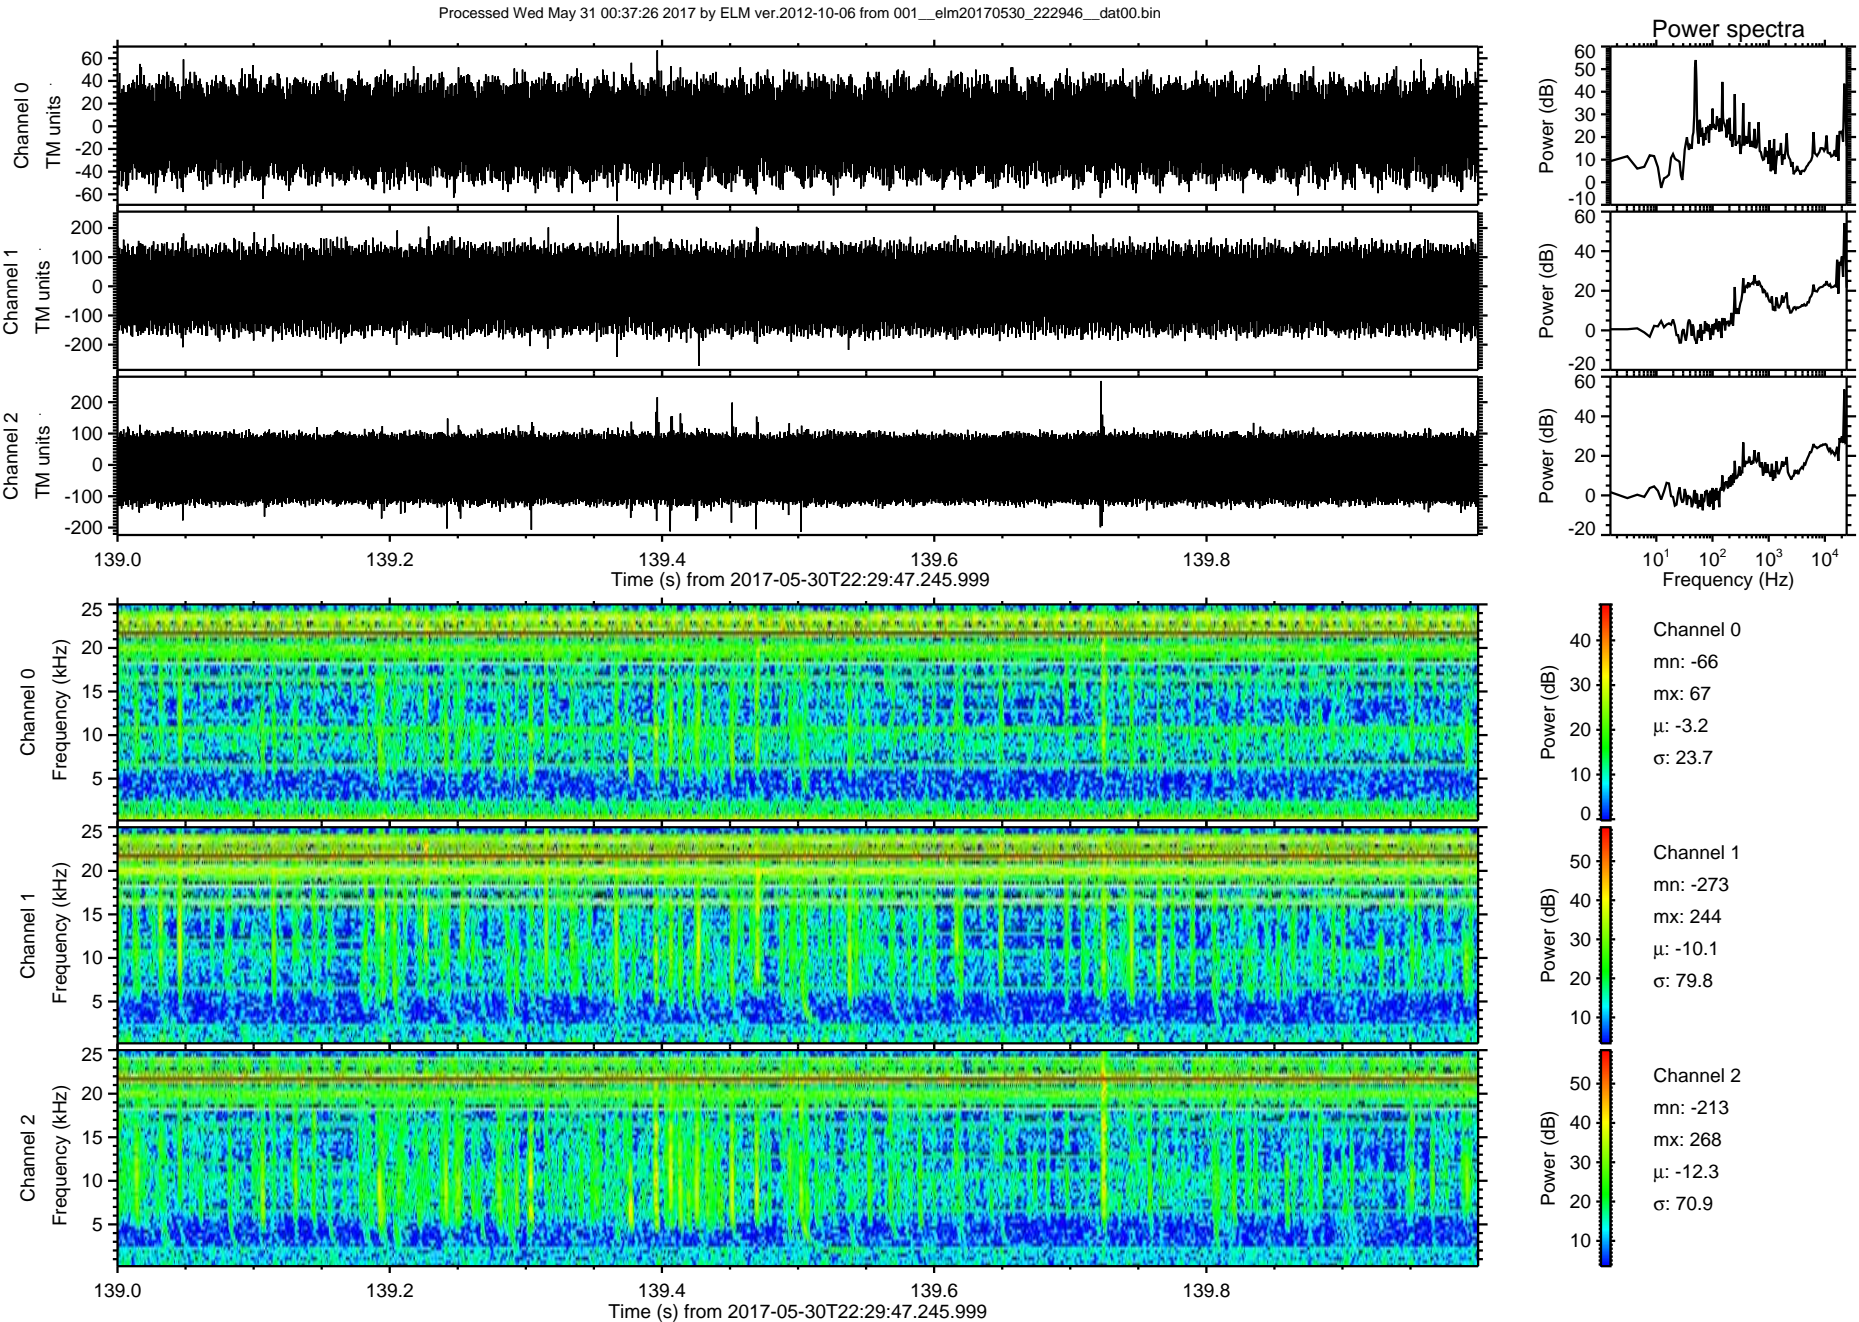 Processed Wed May 31 00:37:26 2017 by ELM ver.2012-10-06 from 001__elm20170530_222946__dat00.bin
Power spectra
Channel 0
TM units
60
40
20
0
-20
-40
-60
Power (dB)
60
50
40
30
20
10
0
-10
Channel 1
TM units
200
100
0
-100
-200
Power (dB)
60
40
20
0
-20
Channel 2
TM units
200
100
0
-100
-200
Power (dB)
60
40
20
0
-20
139.0 139.2 139.4 139.6 139.8
Time (s) from 2017-05-30T22:29:47.245.999
10^1 10^2 10^3 10^4
Frequency (Hz)
Channel 0
Frequency (kHz)
25
20
15
10
5
Power (dB)
40
30
20
10
0
Channel 0
mn: -66
mx: 67
µ: -3.2
σ: 23.7
Channel 1
Frequency (kHz)
25
20
15
10
5
Power (dB)
50
40
30
20
10
Channel 1
mn: -273
mx: 244
µ: -10.1
σ: 79.8
Channel 2
Frequency (kHz)
25
20
15
10
5
Power (dB)
50
40
30
20
10
Channel 2
mn: -213
mx: 268
µ: -12.3
σ: 70.9
139.0 139.2 139.4 139.6 139.8
Time (s) from 2017-05-30T22:29:47.245.999